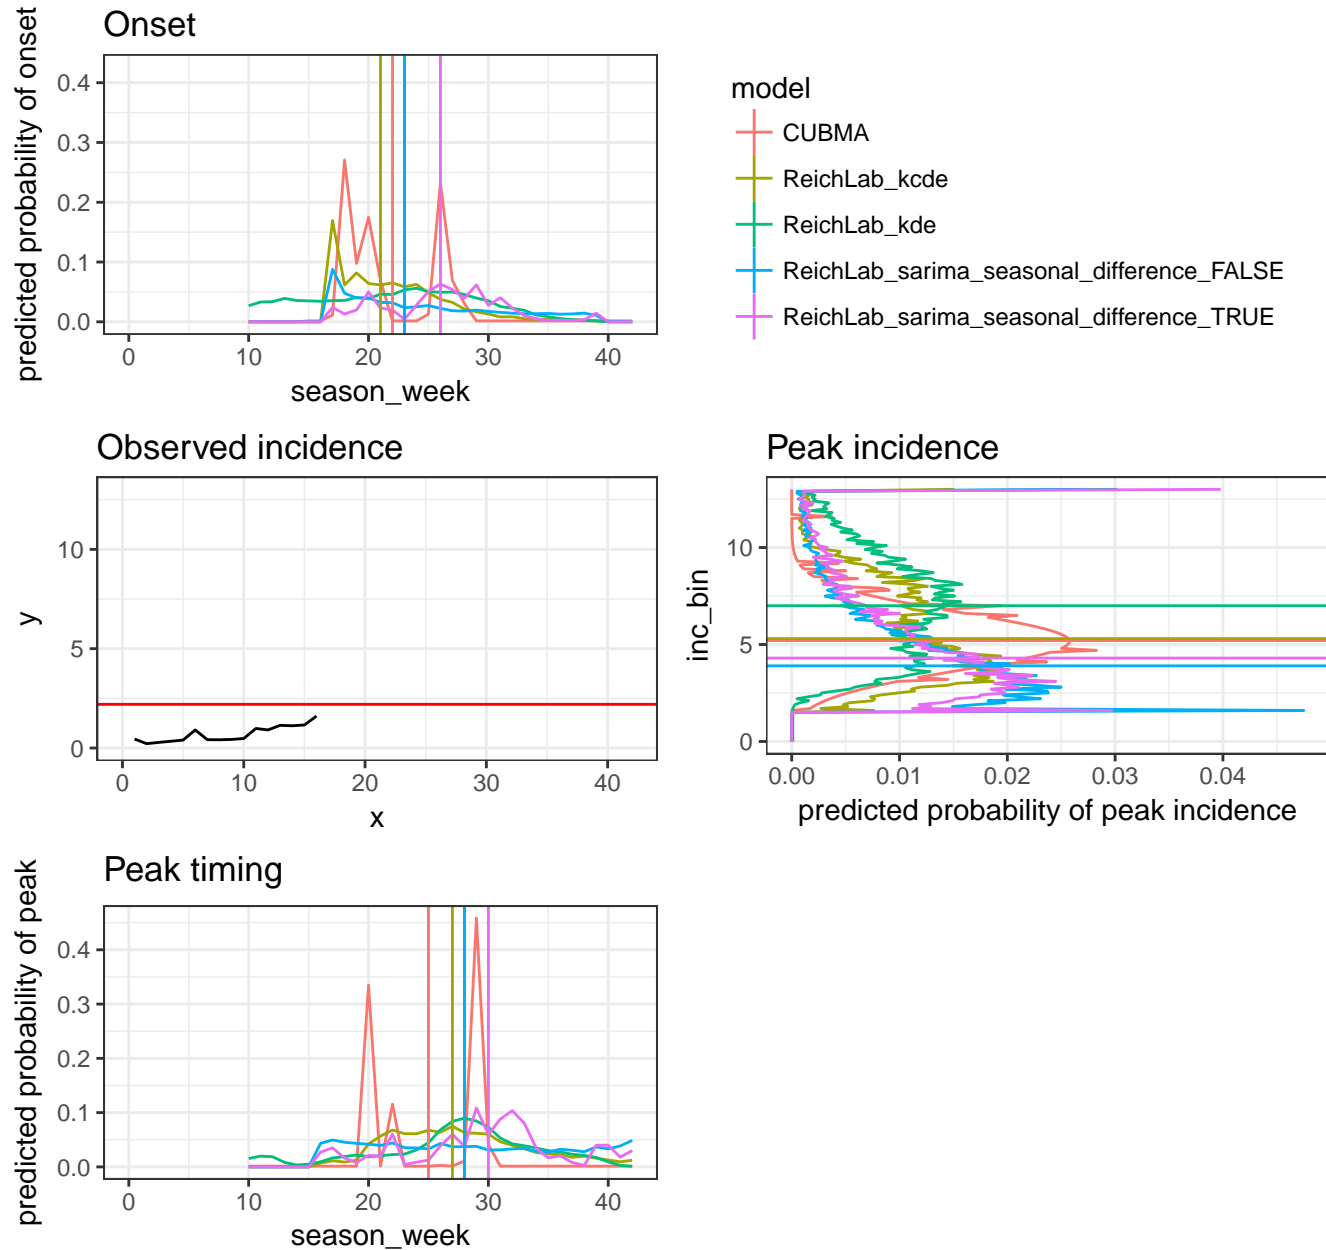 Onset
predicted probability of onset
0.4
0.3
0.2
0.1
0.0
0 10 20 30 40
season_week
model
CUBMA
ReichLab_kcde
ReichLab_kde
ReichLab_sarima_seasonal_difference_FALSE
ReichLab_sarima_seasonal_difference_TRUE
Observed incidence
y
10
5
0
0 10 20 30 40
x
Peak incidence
inc_bin
10
5
0
0.00 0.01 0.02 0.03 0.04
predicted probability of peak incidence
Peak timing
predicted probability of peak
0.4
0.3
0.2
0.1
0.0
0 10 20 30 40
season_week